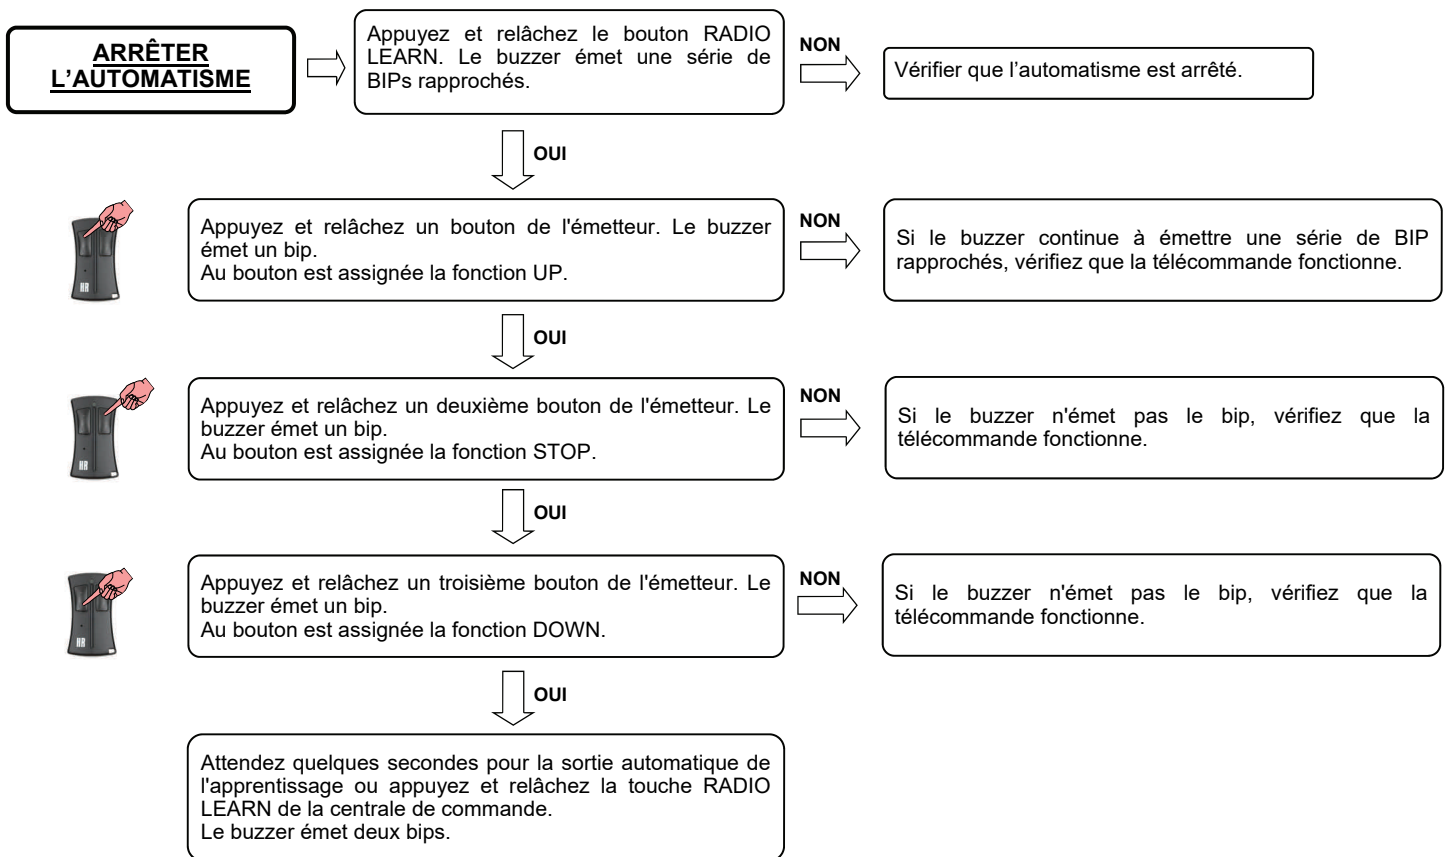 ARRÊTER
L’AUTOMATISME
Appuyez et relâchez le bouton RADIO
LEARN. Le buzzer émet une série de
BIPs rapprochés.
NON
Vérifier que l’automatisme est arrêté.
OUI
Appuyez et relâchez un bouton de l'émetteur. Le buzzer
émet un bip.
Au bouton est assignée la fonction UP.
NON
Si le buzzer continue à émettre une série de BIP
rapprochés, vérifiez que la télécommande fonctionne.
OUI
Appuyez et relâchez un deuxième bouton de l'émetteur. Le
buzzer émet un bip.
Au bouton est assignée la fonction STOP.
NON
Si le buzzer n'émet pas le bip, vérifiez que la
télécommande fonctionne.
OUI
Appuyez et relâchez un troisième bouton de l'émetteur. Le
buzzer émet un bip.
Au bouton est assignée la fonction DOWN.
NON
Si le buzzer n'émet pas le bip, vérifiez que la
télécommande fonctionne.
OUI
Attendez quelques secondes pour la sortie automatique de
l'apprentissage ou appuyez et relâchez la touche RADIO
LEARN de la centrale de commande.
Le buzzer émet deux bips.